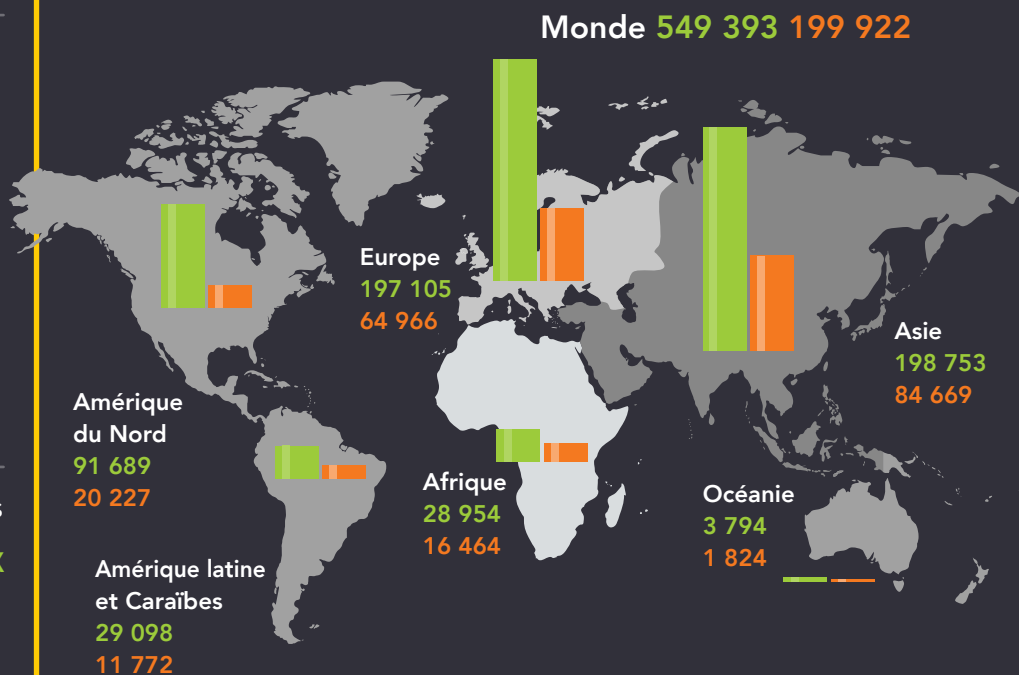 Monde 549 393 199 922
Europe
197 105
64 966
Asie
198 753
84 669
Amérique
du Nord
91 689
20 227
Afrique
28 954
16 464
Océanie
3 794
1 824
Amérique latine
et Caraïbes
29 098
11 772